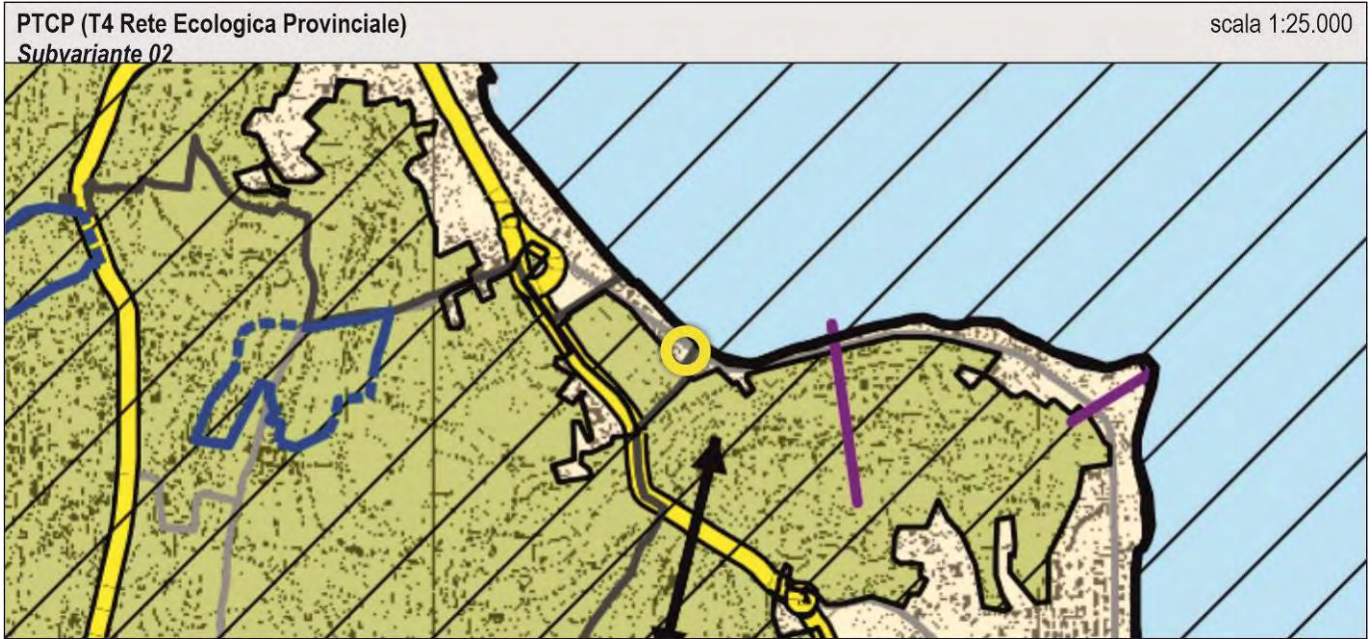 PTCP (T4 Rete Ecologica Provinciale)
scala 1:25.000
Subvariante 02